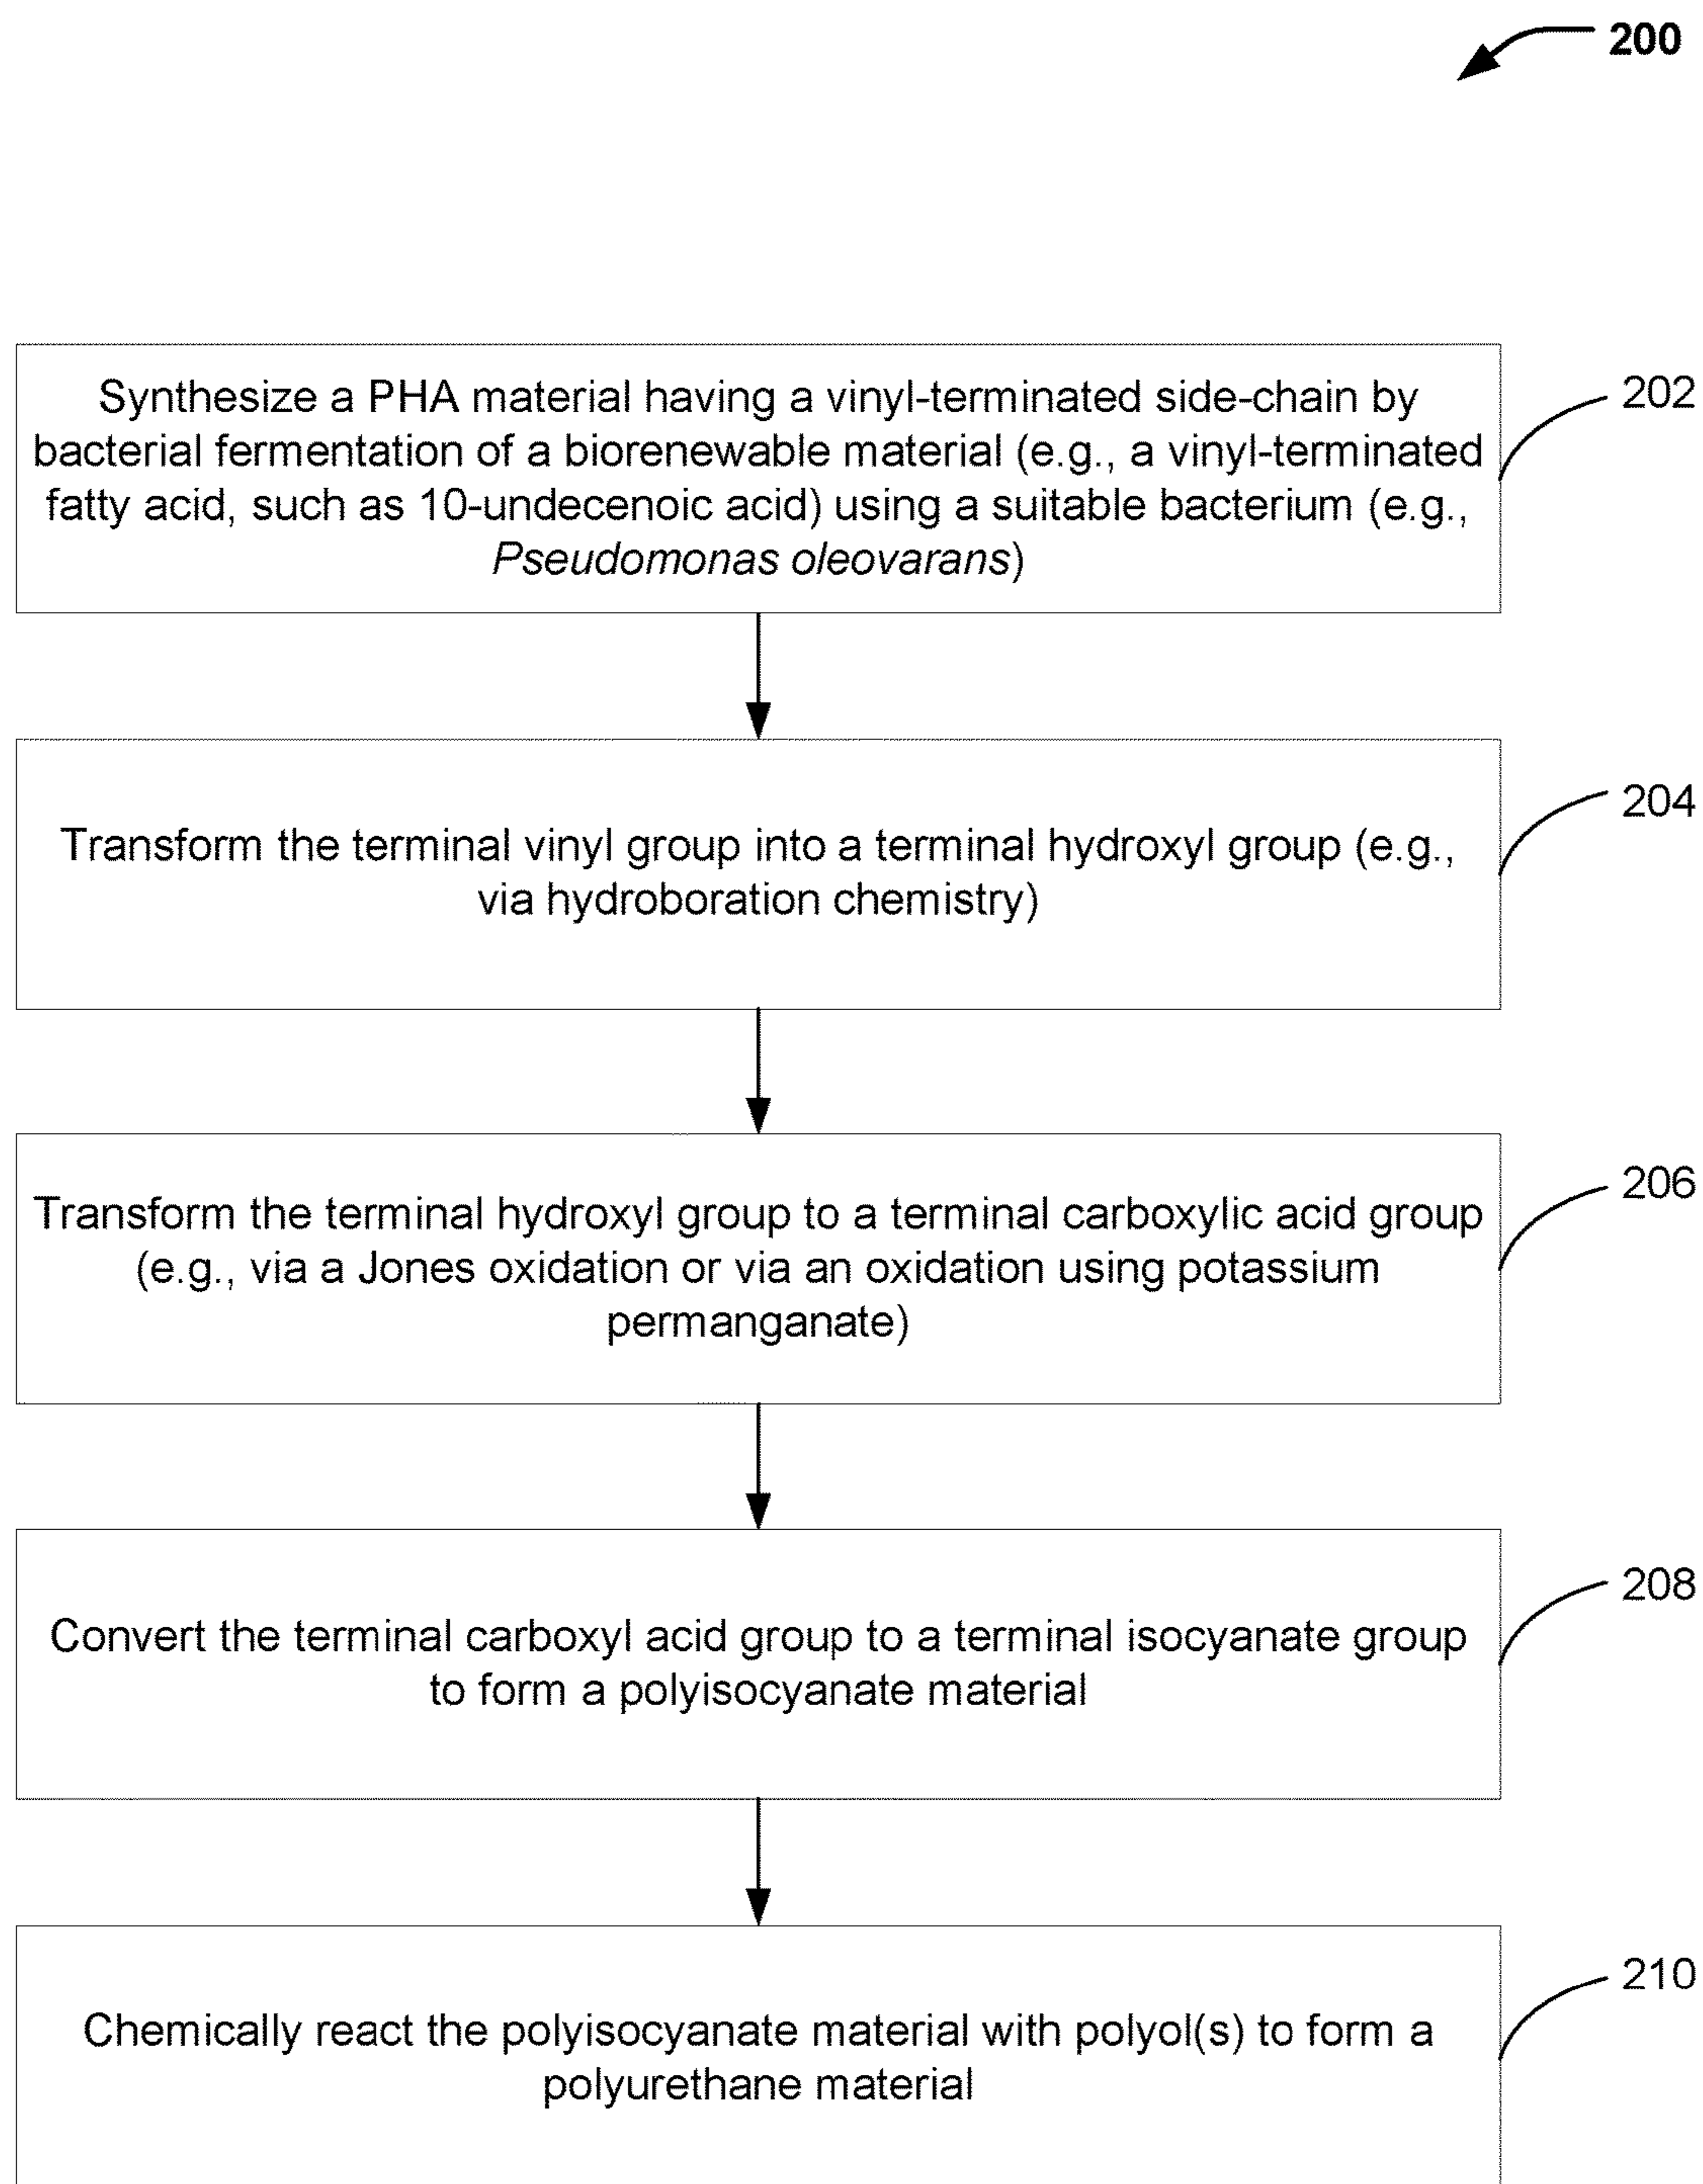 200
Synthesize a PHA material having a vinyl-terminated side-chain by
bacterial fermentation of a biorenewable material (e.g., a vinyl-terminated
fatty acid, such as 10-undecenoic acid) using a suitable bacterium (e.g.,
Pseudomonas oleovarans)
202
Transform the terminal vinyl group into a terminal hydroxyl group (e.g.,
via hydroboration chemistry)
204
Transform the terminal hydroxyl group to a terminal carboxylic acid group
(e.g., via a Jones oxidation or via an oxidation using potassium
permanganate)
206
Convert the terminal carboxyl acid group to a terminal isocyanate group
to form a polyisocyanate material
208
Chemically react the polyisocyanate material with polyol(s) to form a
polyurethane material
210